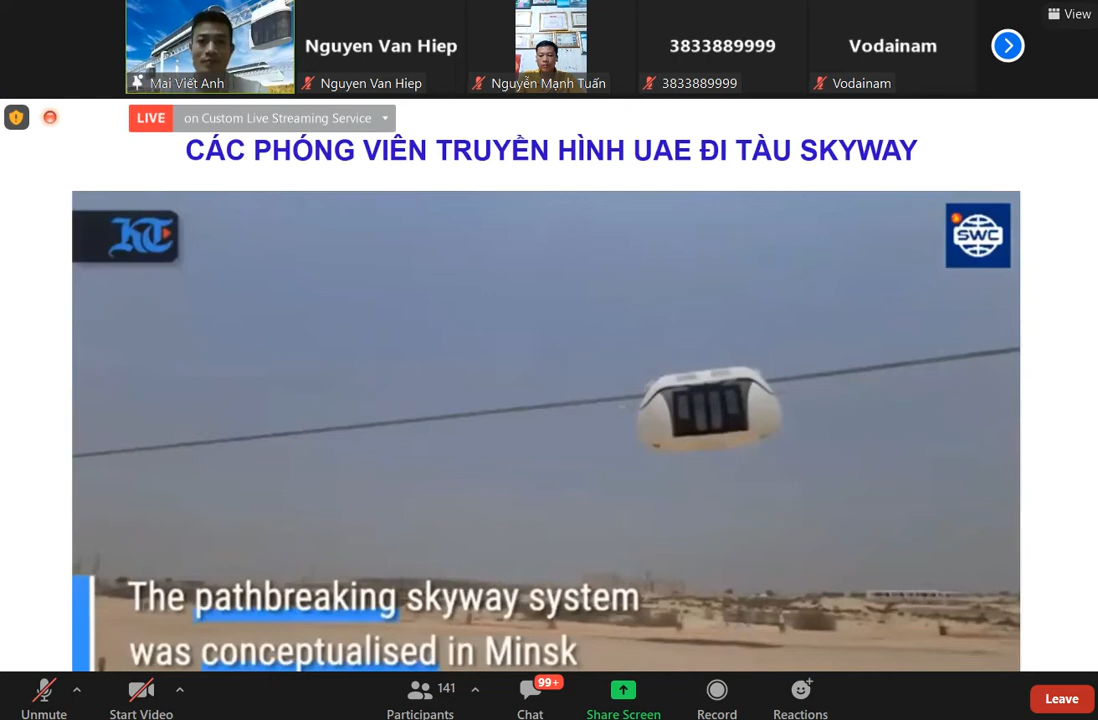 View
Nguyen Van Hiep
3833889999
Vodainam
Mai Viết Anh
Nguyen Van Hiep
Nguyễn Mạnh Tuấn
3833889999
Vodainam
LIVE on Custom Live Streaming Service
CÁC PHÓNG VIÊN TRUYỀN HÌNH UAE ĐI TÀU SKYWAY
KT
SWC
The pathbreaking skyway system
was conceptualised in Minsk
141
99+
Unmute
Start Video
Participants
Chat
Share Screen
Record
Reactions
Leave